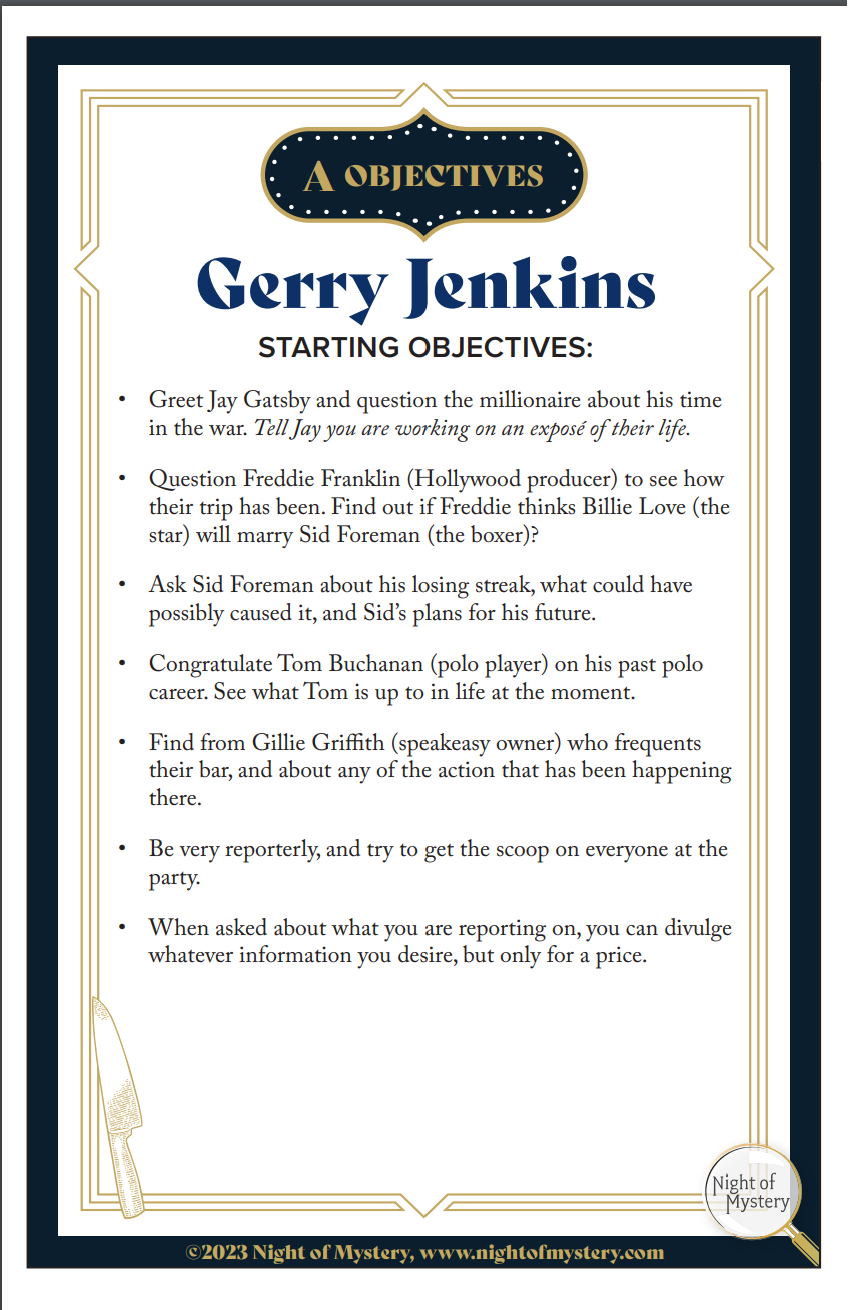 A OBJECTIVES
Gerry Jenkins
STARTING OBJECTIVES:
• Greet Jay Gatsby and question the millionaire about his time
in the war. Tell Jay you are working on an exposé of their life.
• Question Freddie Franklin (Hollywood producer) to see how
their trip has been. Find out if Freddie thinks Billie Love (the
star) will marry Sid Foreman (the boxer)?
• Ask Sid Foreman about his losing streak, what could have
possibly caused it, and Sid’s plans for his future.
• Congratulate Tom Buchanan (polo player) on his past polo
career. See what Tom is up to in life at the moment.
• Find from Gillie Griffith (speakeasy owner) who frequents
their bar, and about any of the action that has been happening
there.
• Be very reporterly, and try to get the scoop on everyone at the
party.
• When asked about what you are reporting on, you can divulge
whatever information you desire, but only for a price.
Night of
Mystery
©2023 Night of Mystery, www.nightofmystery.com